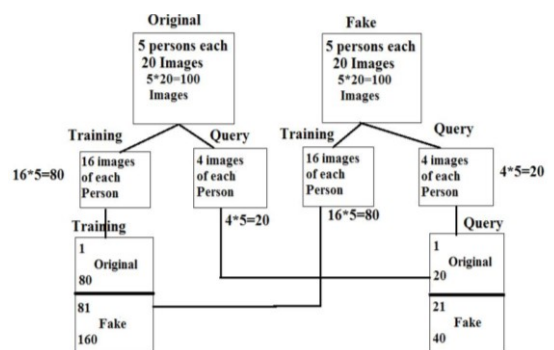 Original
5 persons each
20 Images
5*20=100
Images
Fake
5 persons each
20 Images
5*20=100
Images
Training
16*5=80
16 images
of each
Person
Query
4 images
of each
Person
4*5=20
Training
16 images
of each
Person
16*5=80
Query
4 images
of each
Person
4*5=20
Training
1
Original
80
81
Fake
160
Query
1
Original
20
21
Fake
40